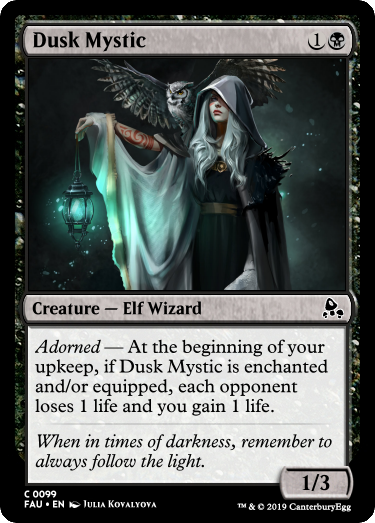 Dusk Mystic 1
Creature — Elf Wizard
Adorned — At the beginning of your
upkeep, if Dusk Mystic is enchanted
and/or equipped, each opponent
loses 1 life and you gain 1 life.
When in times of darkness, remember to
always follow the light.
1/3
C 0099
FAU • EN Julia Kovalyova
™ & © 2019 CanterburyEgg